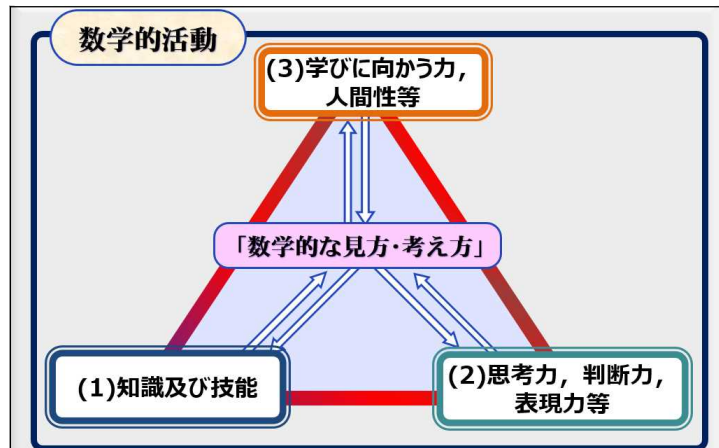 数学的活動
(3)学びに向かう力，
人間性等
「数学的な見方・考え方」
(1)知識及び技能
(2)思考力，判断力，
表現力等